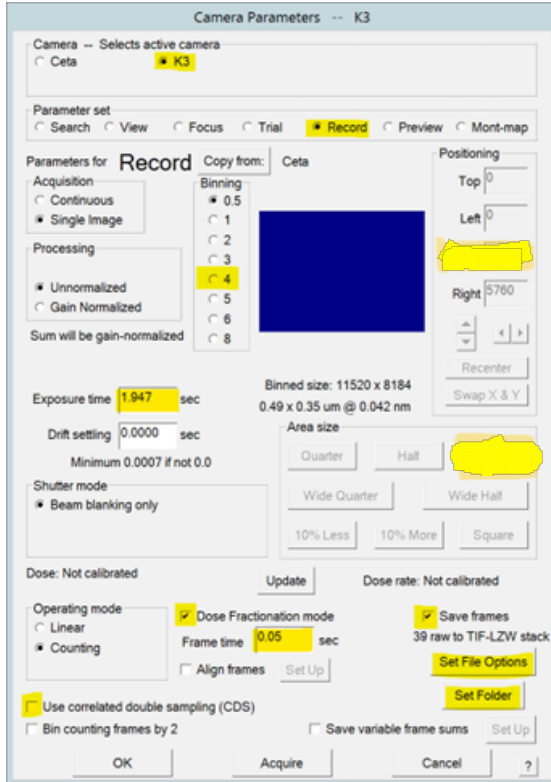 Camera Parameters -- K3
Camera -- Selects active camera
Ceta K3
Parameter set
Search View Focus Trial Record Preview Mont-map
Parameters for Record Copy from: Ceta
Acquisition
Continuous
Single Image
Processing
Unnormalized
Gain Normalized
Sum will be gain-normalized
Binning
0.5
1
2
3
4
5
6
8
Positioning
Top 0
Left 0
Right 5760
Recenter
Swap X & Y
Exposure time 1.947 sec
Drift settling 0.0000 sec
Minimum 0.0007 if not 0.0
Binned size: 11520 x 8184
0.49 x 0.35 um @ 0.042 nm
Shutter mode
Beam blanking only
Area size
Quarter Half
Wide Quarter Wide Half
10% Less 10% More Square
Dose: Not calibrated Update Dose rate: Not calibrated
Operating mode
Linear
Counting
Dose Fractionation mode
Frame time 0.05 sec
Align frames Set Up
Save frames
39 raw to TIF-LZW stack
Set File Options
Set Folder
Use correlated double sampling (CDS)
Bin counting frames by 2 Save variable frame sums Set Up
OK Acquire Cancel ?